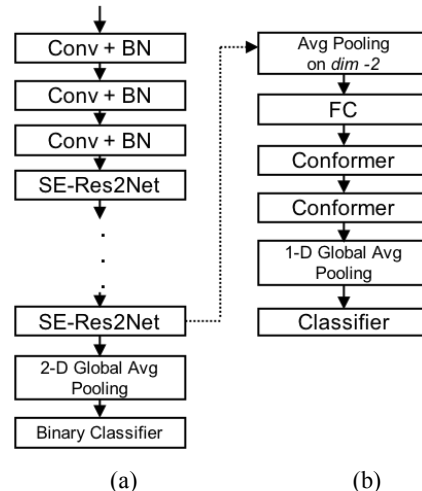 Conv + BN
Conv + BN
Conv + BN
SE-Res2Net
.
.
.
SE-Res2Net
2-D Global Avg
Pooling
Binary Classifier
(a)
Avg Pooling
on dim -2
FC
Conformer
Conformer
1-D Global Avg
Pooling
Classifier
(b)